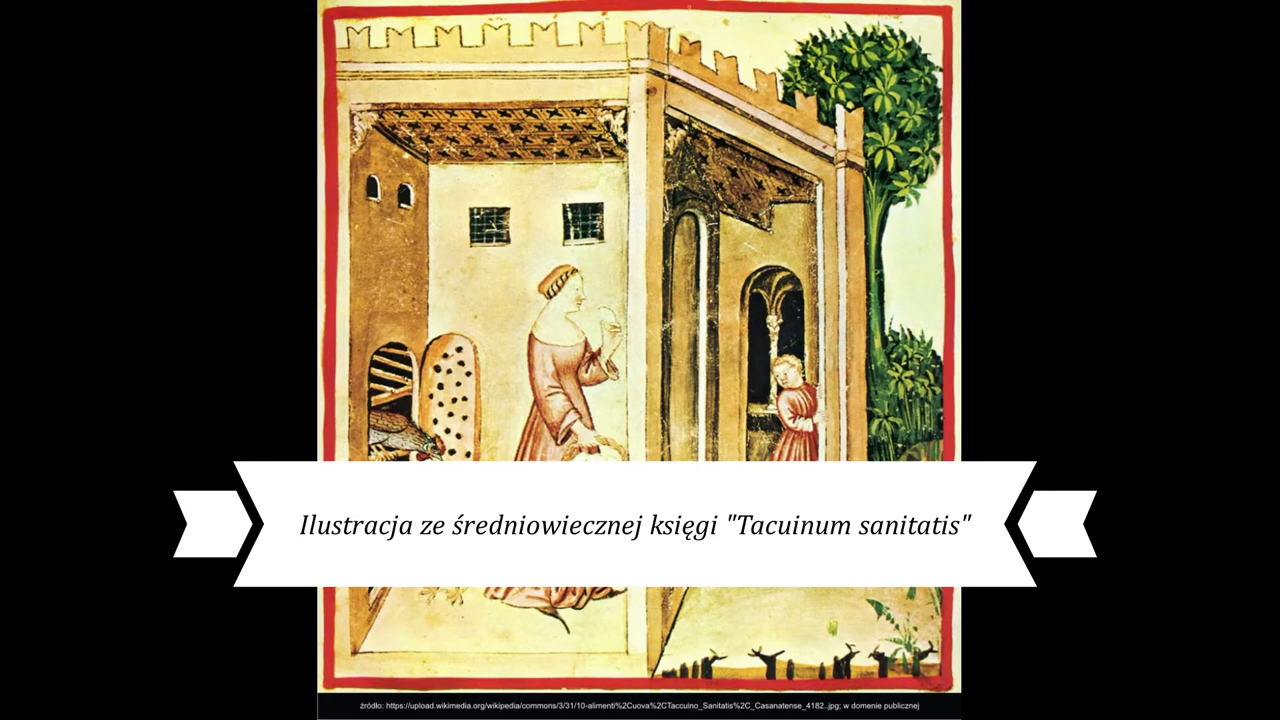 Ilustracja ze średniowiecznej księgi "Tacuinum sanitatis"
źródło: https://upload.wikimedia.org/wikipedia/commons/3/31/10-alimenti%2Cuova%2CTaccuino_Sanitatis%2C_Casanatense_4182..jpg; w domenie publicznej